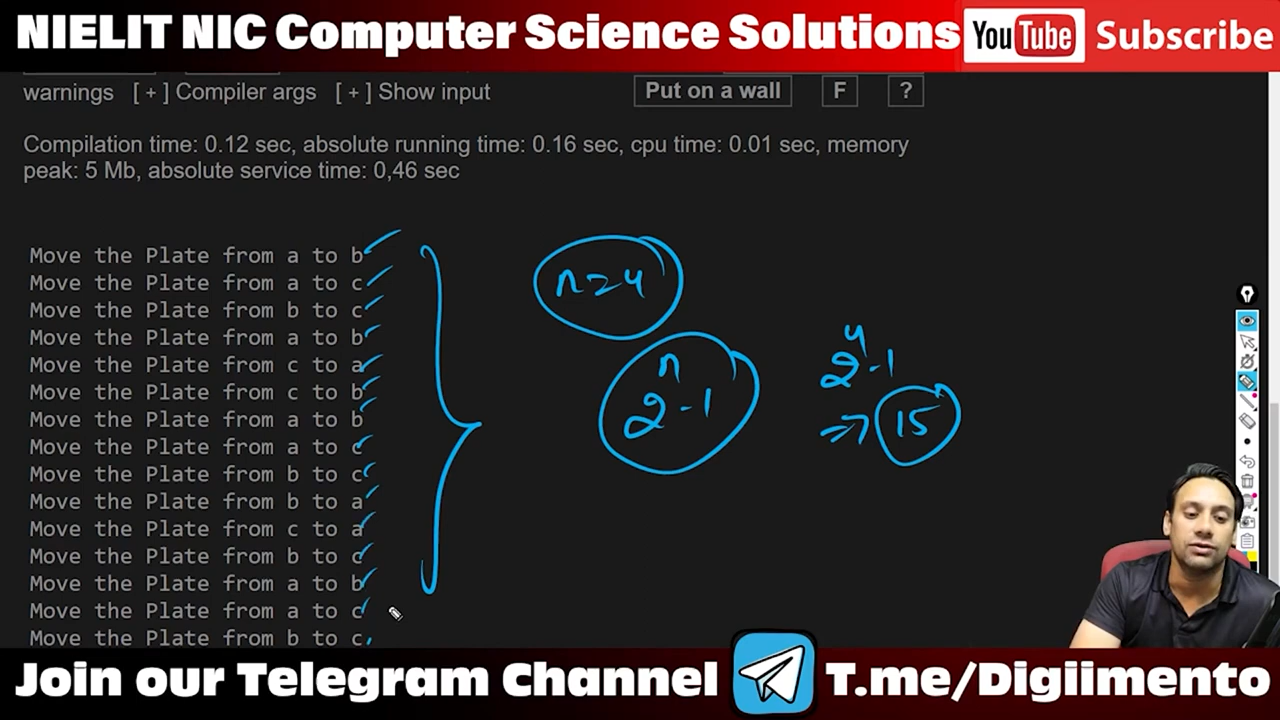 NIELIT NIC Computer Science Solutions YouTube Subscribe
warnings [ + ] Compiler args [ + ] Show input Put on a wall F ?
Compilation time: 0.12 sec, absolute running time: 0.16 sec, cpu time: 0.01 sec, memory
peak: 5 Mb, absolute service time: 0,46 sec
Move the Plate from a to b
Move the Plate from a to c
Move the Plate from b to c
Move the Plate from a to b
Move the Plate from c to a
Move the Plate from c to b
Move the Plate from a to b
Move the Plate from a to c
Move the Plate from b to c
Move the Plate from b to a
Move the Plate from c to a
Move the Plate from b to c
Move the Plate from a to b
Move the Plate from a to c
Move the Plate from b to c
n=4
2ⁿ-1
2⁴-1
⇒ 15
Join our Telegram Channel T.me/Digiimento